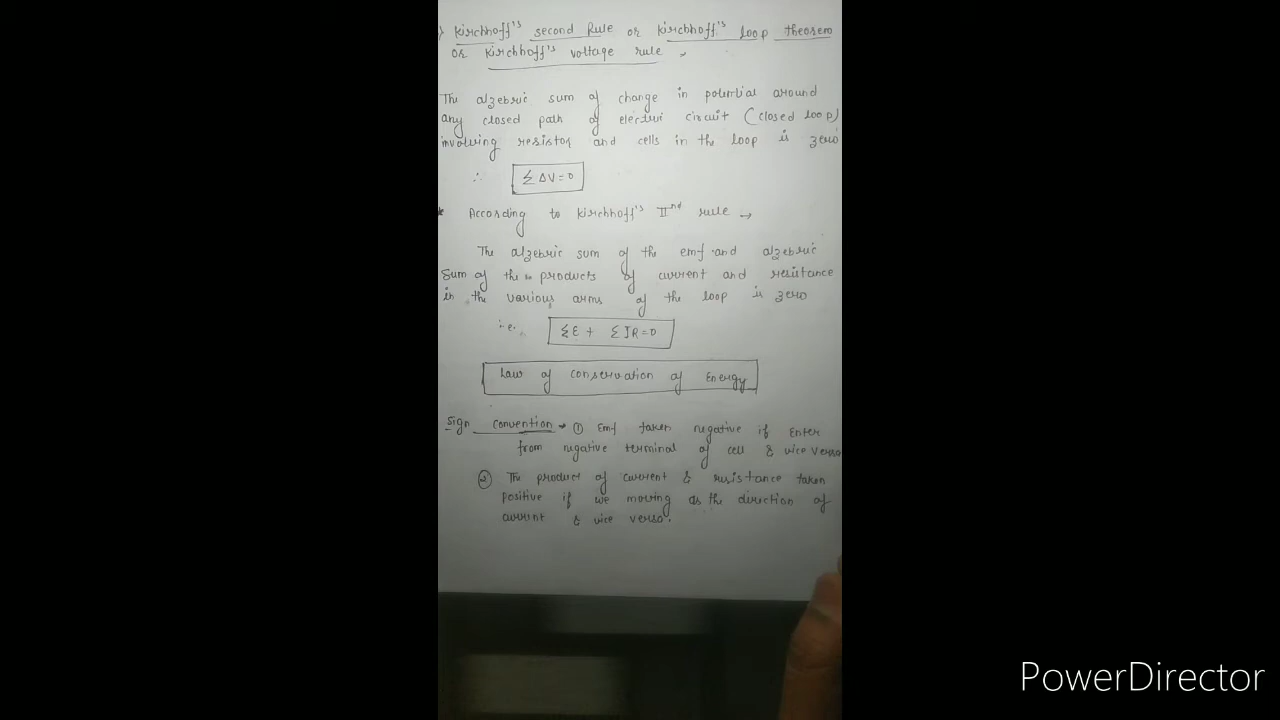 ) Kirchhoff's second Rule or Kirchhoff's loop theorem
or Kirchhoff's voltage rule →
The algebric sum of change in potential around
any closed path of electric circuit (closed loop)
involving resistor and cells in the loop is zero
∴ ∑ΔV=0
* According to Kirchhoff's IInd rule →
The algebric sum of the emf and algebric
Sum of the products of current and resistance
in the various arms of the loop is zero
i.e. ∑E + ∑IR=0
Law of conservation of Energy
Sign Convention → ① Emf taken negative if Enter
from negative terminal of cell & vice versa
② The product of current & resistance taken
positive if we moving as the direction of
current & vice versa.
PowerDirector